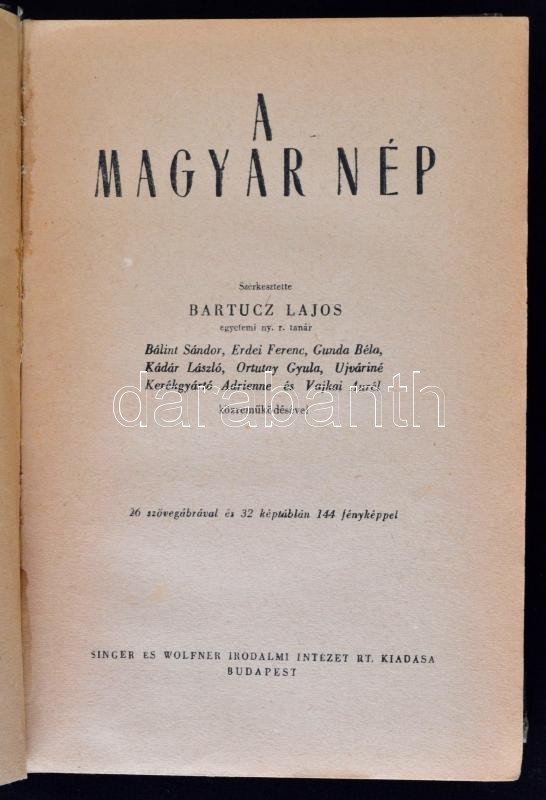 A
MAGYAR NÉP
Szerkesztette
BARTUCZ LAJOS
egyetemi ny. r. tanár
Bálint Sándor, Erdei Ferenc, Gunda Béla,
Kádár László, Ortutay Gyula, Ujváriné
Kerékgyártó Adrienne és Vajkai Aurél
közreműködésével
darabanth
26 szövegábrával és 32 képtáblán 144 fényképpel
SINGER ES WOLFNER IRODALMI INTEZET RT. KIADASA
BUDAPEST